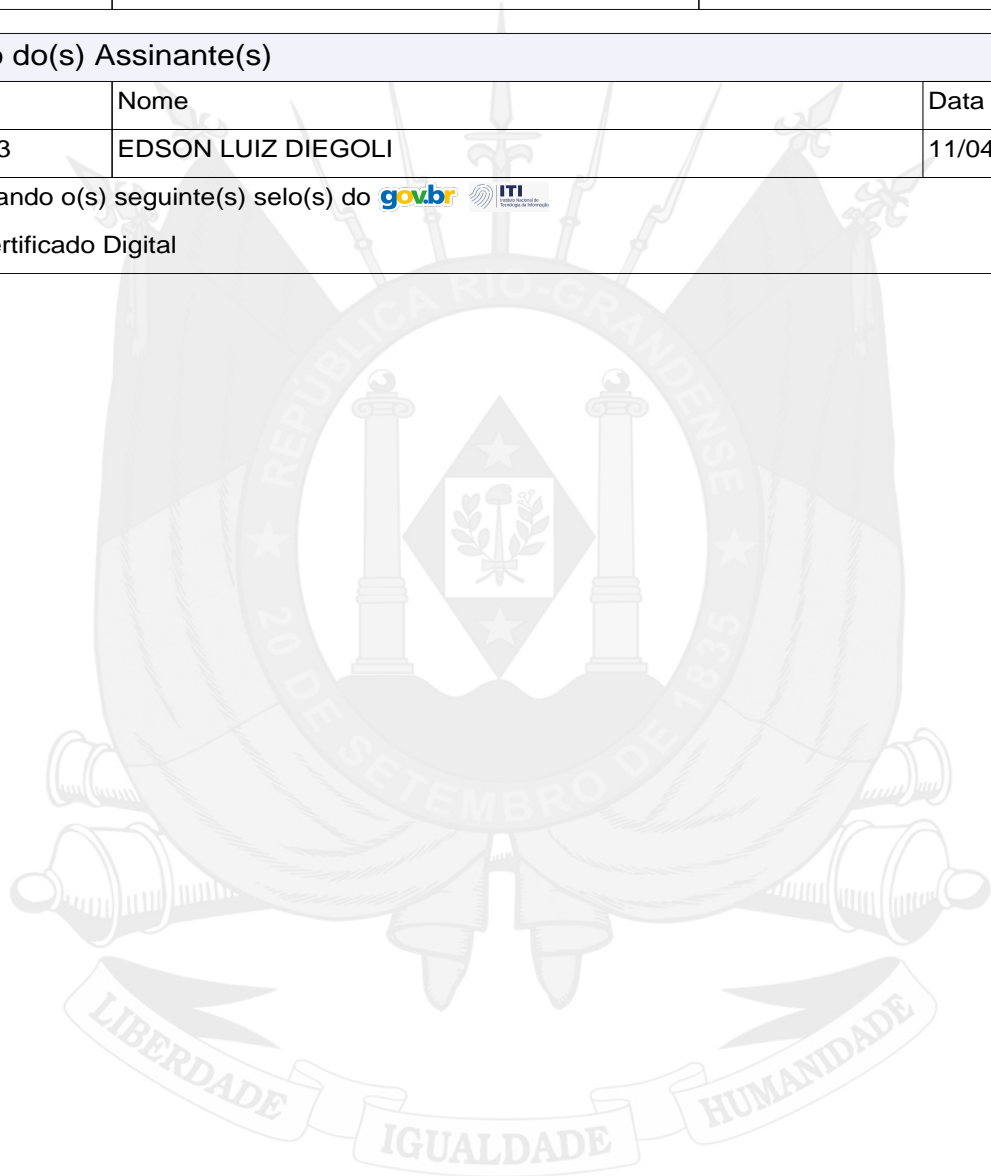 o do(s) Assinante(s)
Nome Data
3 EDSON LUIZ DIEGOLI 11/04
ando o(s) seguinte(s) selo(s) do gov.br ITI
ertificado Digital
REPÚBLICA RIO-GRANDENSE
★ 20 DE SETEMBRO DE 1835 ★
LIBERDADE IGUALDADE HUMANIDADE